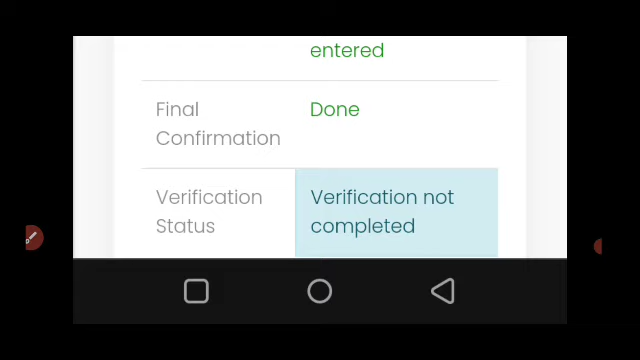 entered
Final Done
Confirmation
Verification Verification not
Status completed